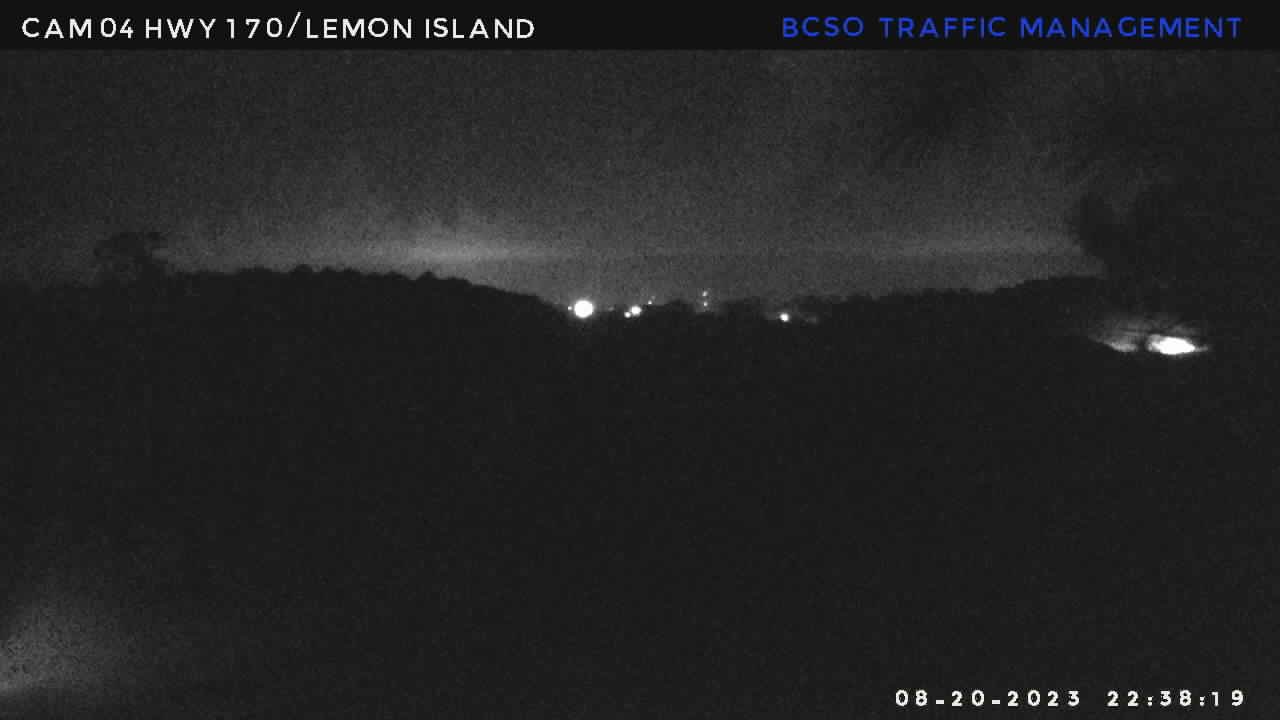 CAM 04 HWY 170/LEMON ISLAND
BCSO TRAFFIC MANAGEMENT
08-20-2023 22:38:19